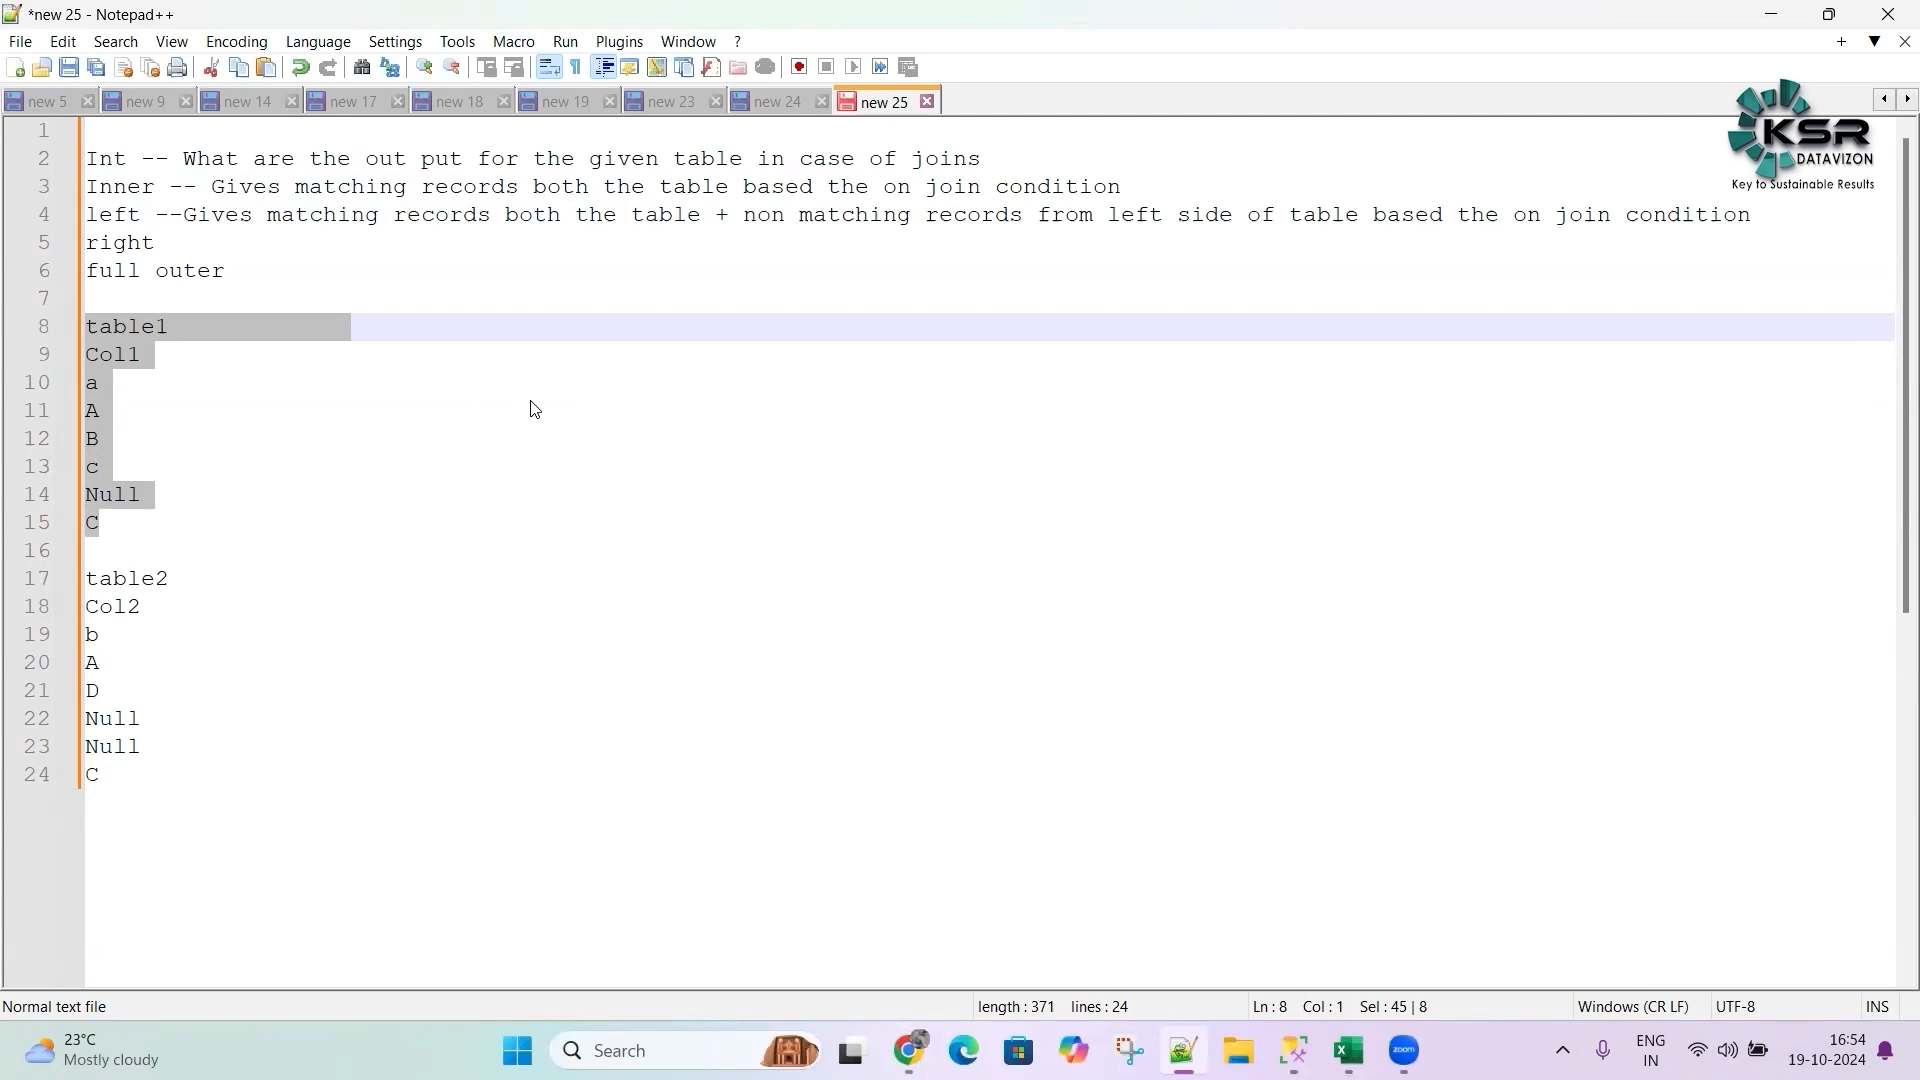 *new 25 - Notepad++
File Edit Search View Encoding Language Settings Tools Macro Run Plugins Window ?
new 5 new 9 new 14 new 17 new 18 new 19 new 23 new 24 new 25
KSR
DATAVIZON
Key to Sustainable Results
1
2 Int -- What are the out put for the given table in case of joins
3 Inner -- Gives matching records both the table based the on join condition
4 left --Gives matching records both the table + non matching records from left side of table based the on join condition
5 right
6 full outer
7
8 table1
9 Col1
10 a
11 A
12 B
13 c
14 Null
15 C
16
17 table2
18 Col2
19 b
20 A
21 D
22 Null
23 Null
24 C
Normal text file length : 371 lines : 24 Ln : 8 Col : 1 Sel : 45 | 8 Windows (CR LF) UTF-8 INS
23°C
Mostly cloudy
Search
zoom
ENG
IN
16:54
19-10-2024